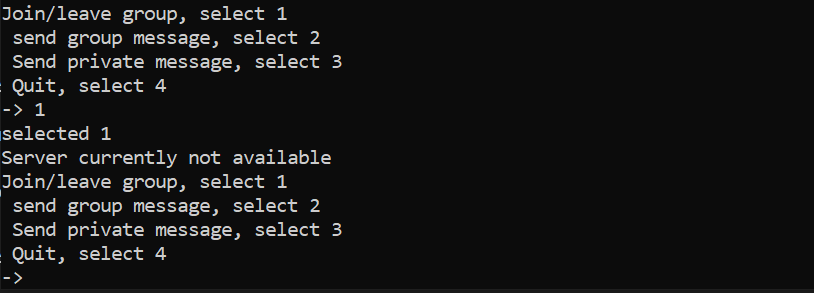 Join/leave group, select 1
send group message, select 2
Send private message, select 3
Quit, select 4
-> 1
selected 1
Server currently not available
Join/leave group, select 1
send group message, select 2
Send private message, select 3
Quit, select 4
->